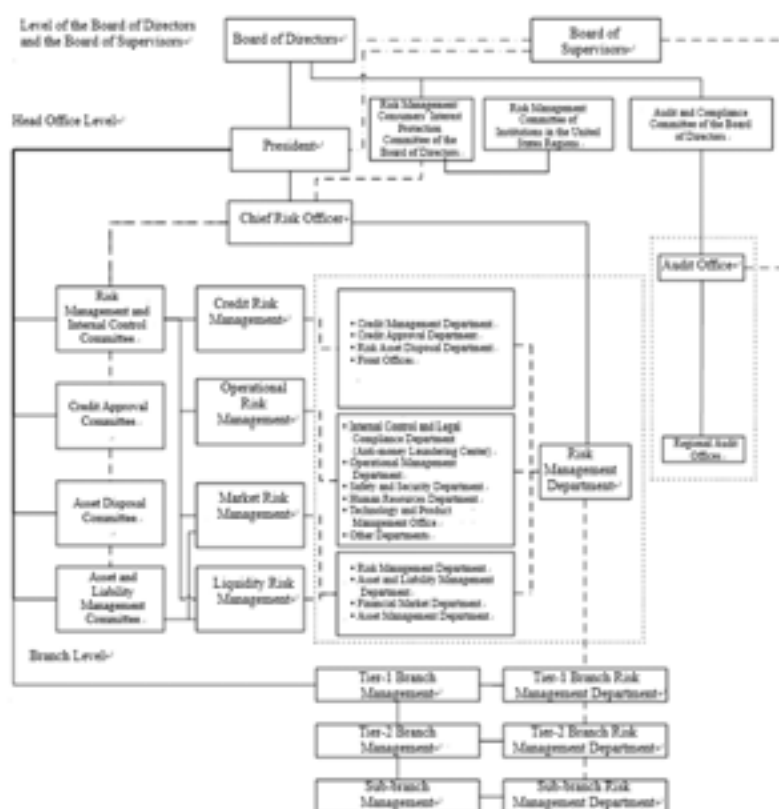 Level of the Board of Directors
and the Board of Supervisors
Board of Directors
Board of
Supervisors
Head Office Level
Risk Management
Consumers' Interest
Protection
Committee of the
Board of Directors
Risk Management
Committee of
Institutions in the United
States Regions
Audit and Compliance
Committee of the Board
of Directors
President
Chief Risk Officer
Audit Office
Risk
Management and
Internal Control
Committee
Credit Risk
Management
• Credit Management Department
• Credit Approval Department
• Risk Asset Disposal Department
• Front Offices
Credit Approval
Committee
Operational
Risk
Management
• Internal Control and Legal
Compliance Department
(Anti-money Laundering Center)
• Operational Management
Department
• Safety and Security Department
• Human Resources Department
• Technology and Product
Management Office
• Other Departments
Risk
Management
Department
Regional Audit
Offices
Asset Disposal
Committee
Market Risk
Management
Asset and
Liability
Management
Committee
Liquidity Risk
Management
• Risk Management Department
• Asset and Liability Management
Department
• Financial Market Department
• Asset Management Department
Branch Level
Tier-1 Branch
Management
Tier-1 Branch Risk
Management Department
Tier-2 Branch
Management
Tier-2 Branch Risk
Management Department
Sub-branch
Management
Sub-branch Risk
Management Department